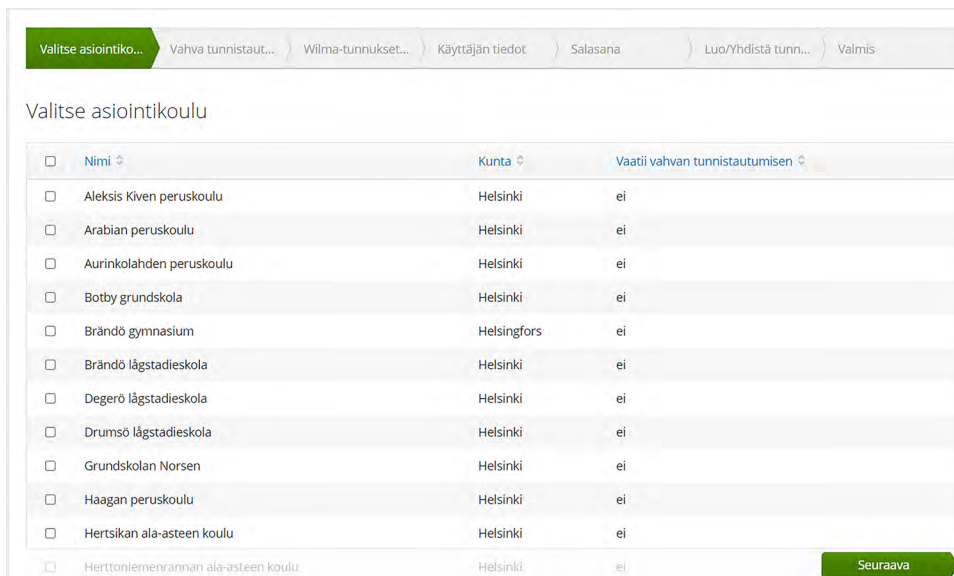 Valitse asiointiko... Vahva tunnistaut... Wilma-tunnukset... Käyttäjän tiedot Salasana Luo/Yhdistä tunn... Valmis
Valitse asiointikoulu
Nimi Kunta Vaatii vahvan tunnistautumisen
Aleksis Kiven peruskoulu Helsinki ei
Arabian peruskoulu Helsinki ei
Aurinkolahden peruskoulu Helsinki ei
Botby grundskola Helsinki ei
Brändö gymnasium Helsingfors ei
Brändö lågstadieskola Helsinki ei
Degerö lågstadieskola Helsinki ei
Drumsö lågstadieskola Helsinki ei
Grundskolan Norsen Helsinki ei
Haagan peruskoulu Helsinki ei
Hertsikan ala-asteen koulu Helsinki ei
Herttoniemenrannan ala-asteen koulu Helsinki ei
Seuraava